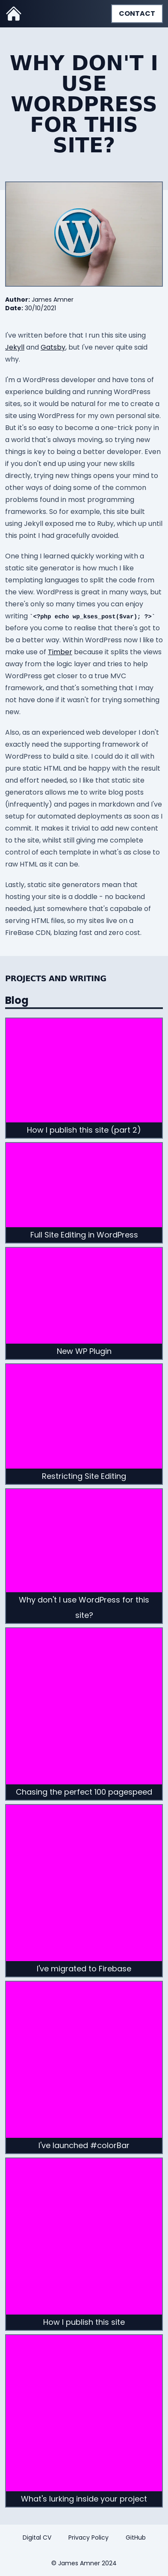 CONTACT
WHY DON'T I
USE
WORDPRESS
FOR THIS
SITE?
Author: James Amner
Date: 30/10/2021
I've written before that I run this site using
Jekyll and Gatsby, but I've never quite said
why.
I'm a WordPress developer and have tons of
experience building and running WordPress
sites, so it would be natural for me to create a
site using WordPress for my own personal site.
But it's so easy to become a one-trick pony in
a world that's always moving, so trying new
things is key to being a better developer. Even
if you don't end up using your new skills
directly, trying new things opens your mind to
other ways of doing some of the common
problems found in most programming
frameworks. So for example, this site built
using Jekyll exposed me to Ruby, which up until
this point I had purposely avoided.
One thing I learned quickly working with a
static site generator is how much I like
templating languages to split the code from
the view. WordPress is great in many ways, but
there's only so many times you can enjoy
writing `<?php echo wp_kses_post($var); ?>`
before you come to realise that there's got to
be a better way. Within WordPress now I like to
make use of Timber because it splits the views
away from the logic layer and tries to help
WordPress get closer to a true MVC
framework, and that's something that I may
not have done if it wasn't for trying something
new.
Also, as an experienced web developer I don't
exactly need the supporting framework of
WordPress to build a site. I could do it all with
pure static HTML and be happy with the result
and effort needed, so I like that static site
generators allows me to write blog posts
(infrequently) and pages in markdown and I've
setup for automated deployments as soon as I
commit. It makes it trivial to add new content
to the site, whilst still giving me complete
control of each template in what's as close to
raw HTML as it can be.
Lastly, static site generators mean that
hosting your site is a doddle - no backend
needed, just somewhere that's capable of
serving HTML files, so my sites live on a
FireBase CDN, blazing fast and zero cost.
PROJECTS AND WRITING
Blog
How I publish this site (part 2)
Full Site Editing in WordPress
New WP Plugin
Restricting Site Editing
Why don't I use WordPress for this
site?
Chasing the perfect 100 pagespeed
I've migrated to Firebase
I've launched #colorBar
How I publish this site
What's lurking inside your project
Digital CV Privacy Policy GitHub
© James Amner 2024